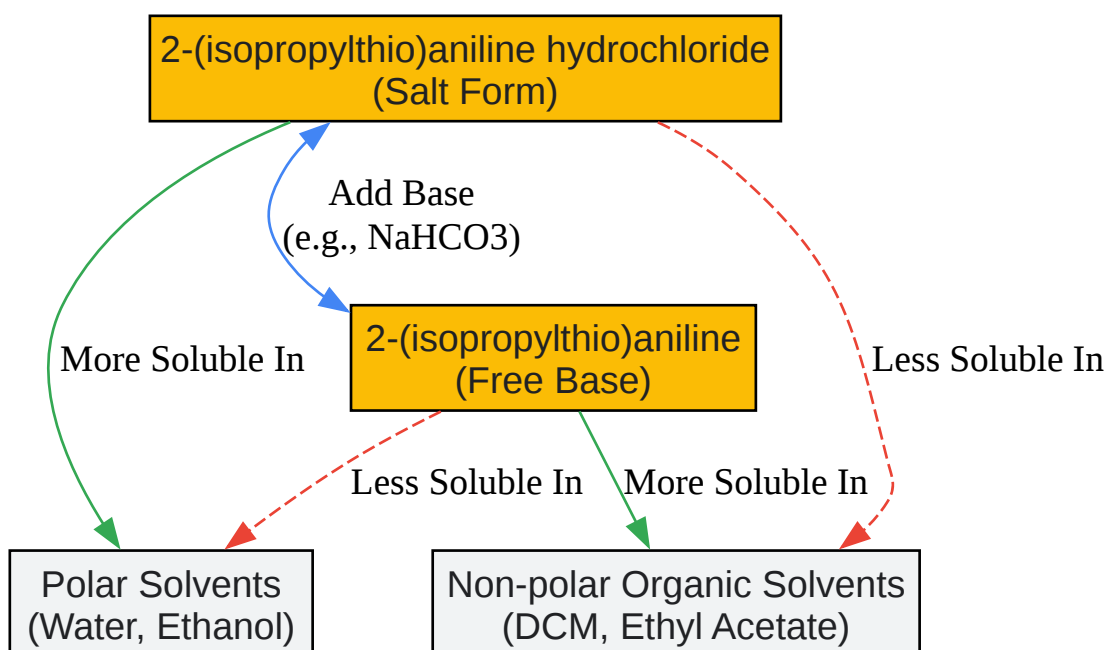 2-(isopropylthio)aniline hydrochloride
(Salt Form)
Add Base
(e.g., NaHCO3)
2-(isopropylthio)aniline
(Free Base)
More Soluble In
Less Soluble In
Less Soluble In
More Soluble In
Polar Solvents
(Water, Ethanol)
Non-polar Organic Solvents
(DCM, Ethyl Acetate)